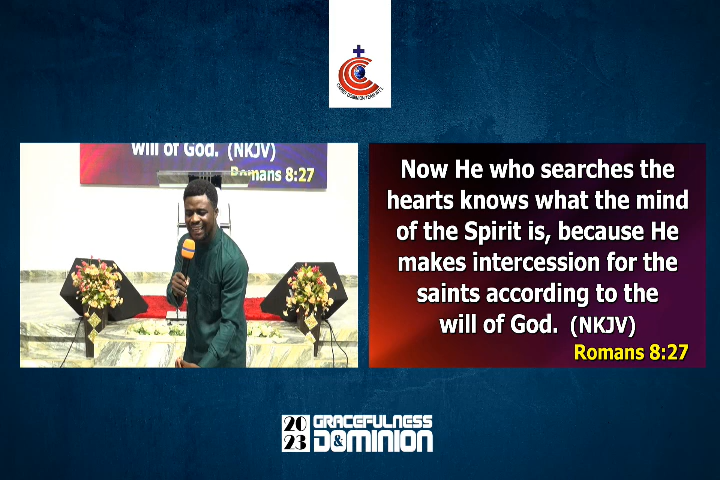 will of God. (NKJV)
Romans 8:27
Now He who searches the
hearts knows what the mind
of the Spirit is, because He
makes intercession for the
saints according to the
will of God. (NKJV)
Romans 8:27
2023 GRACEFULNESS
& DOMINION